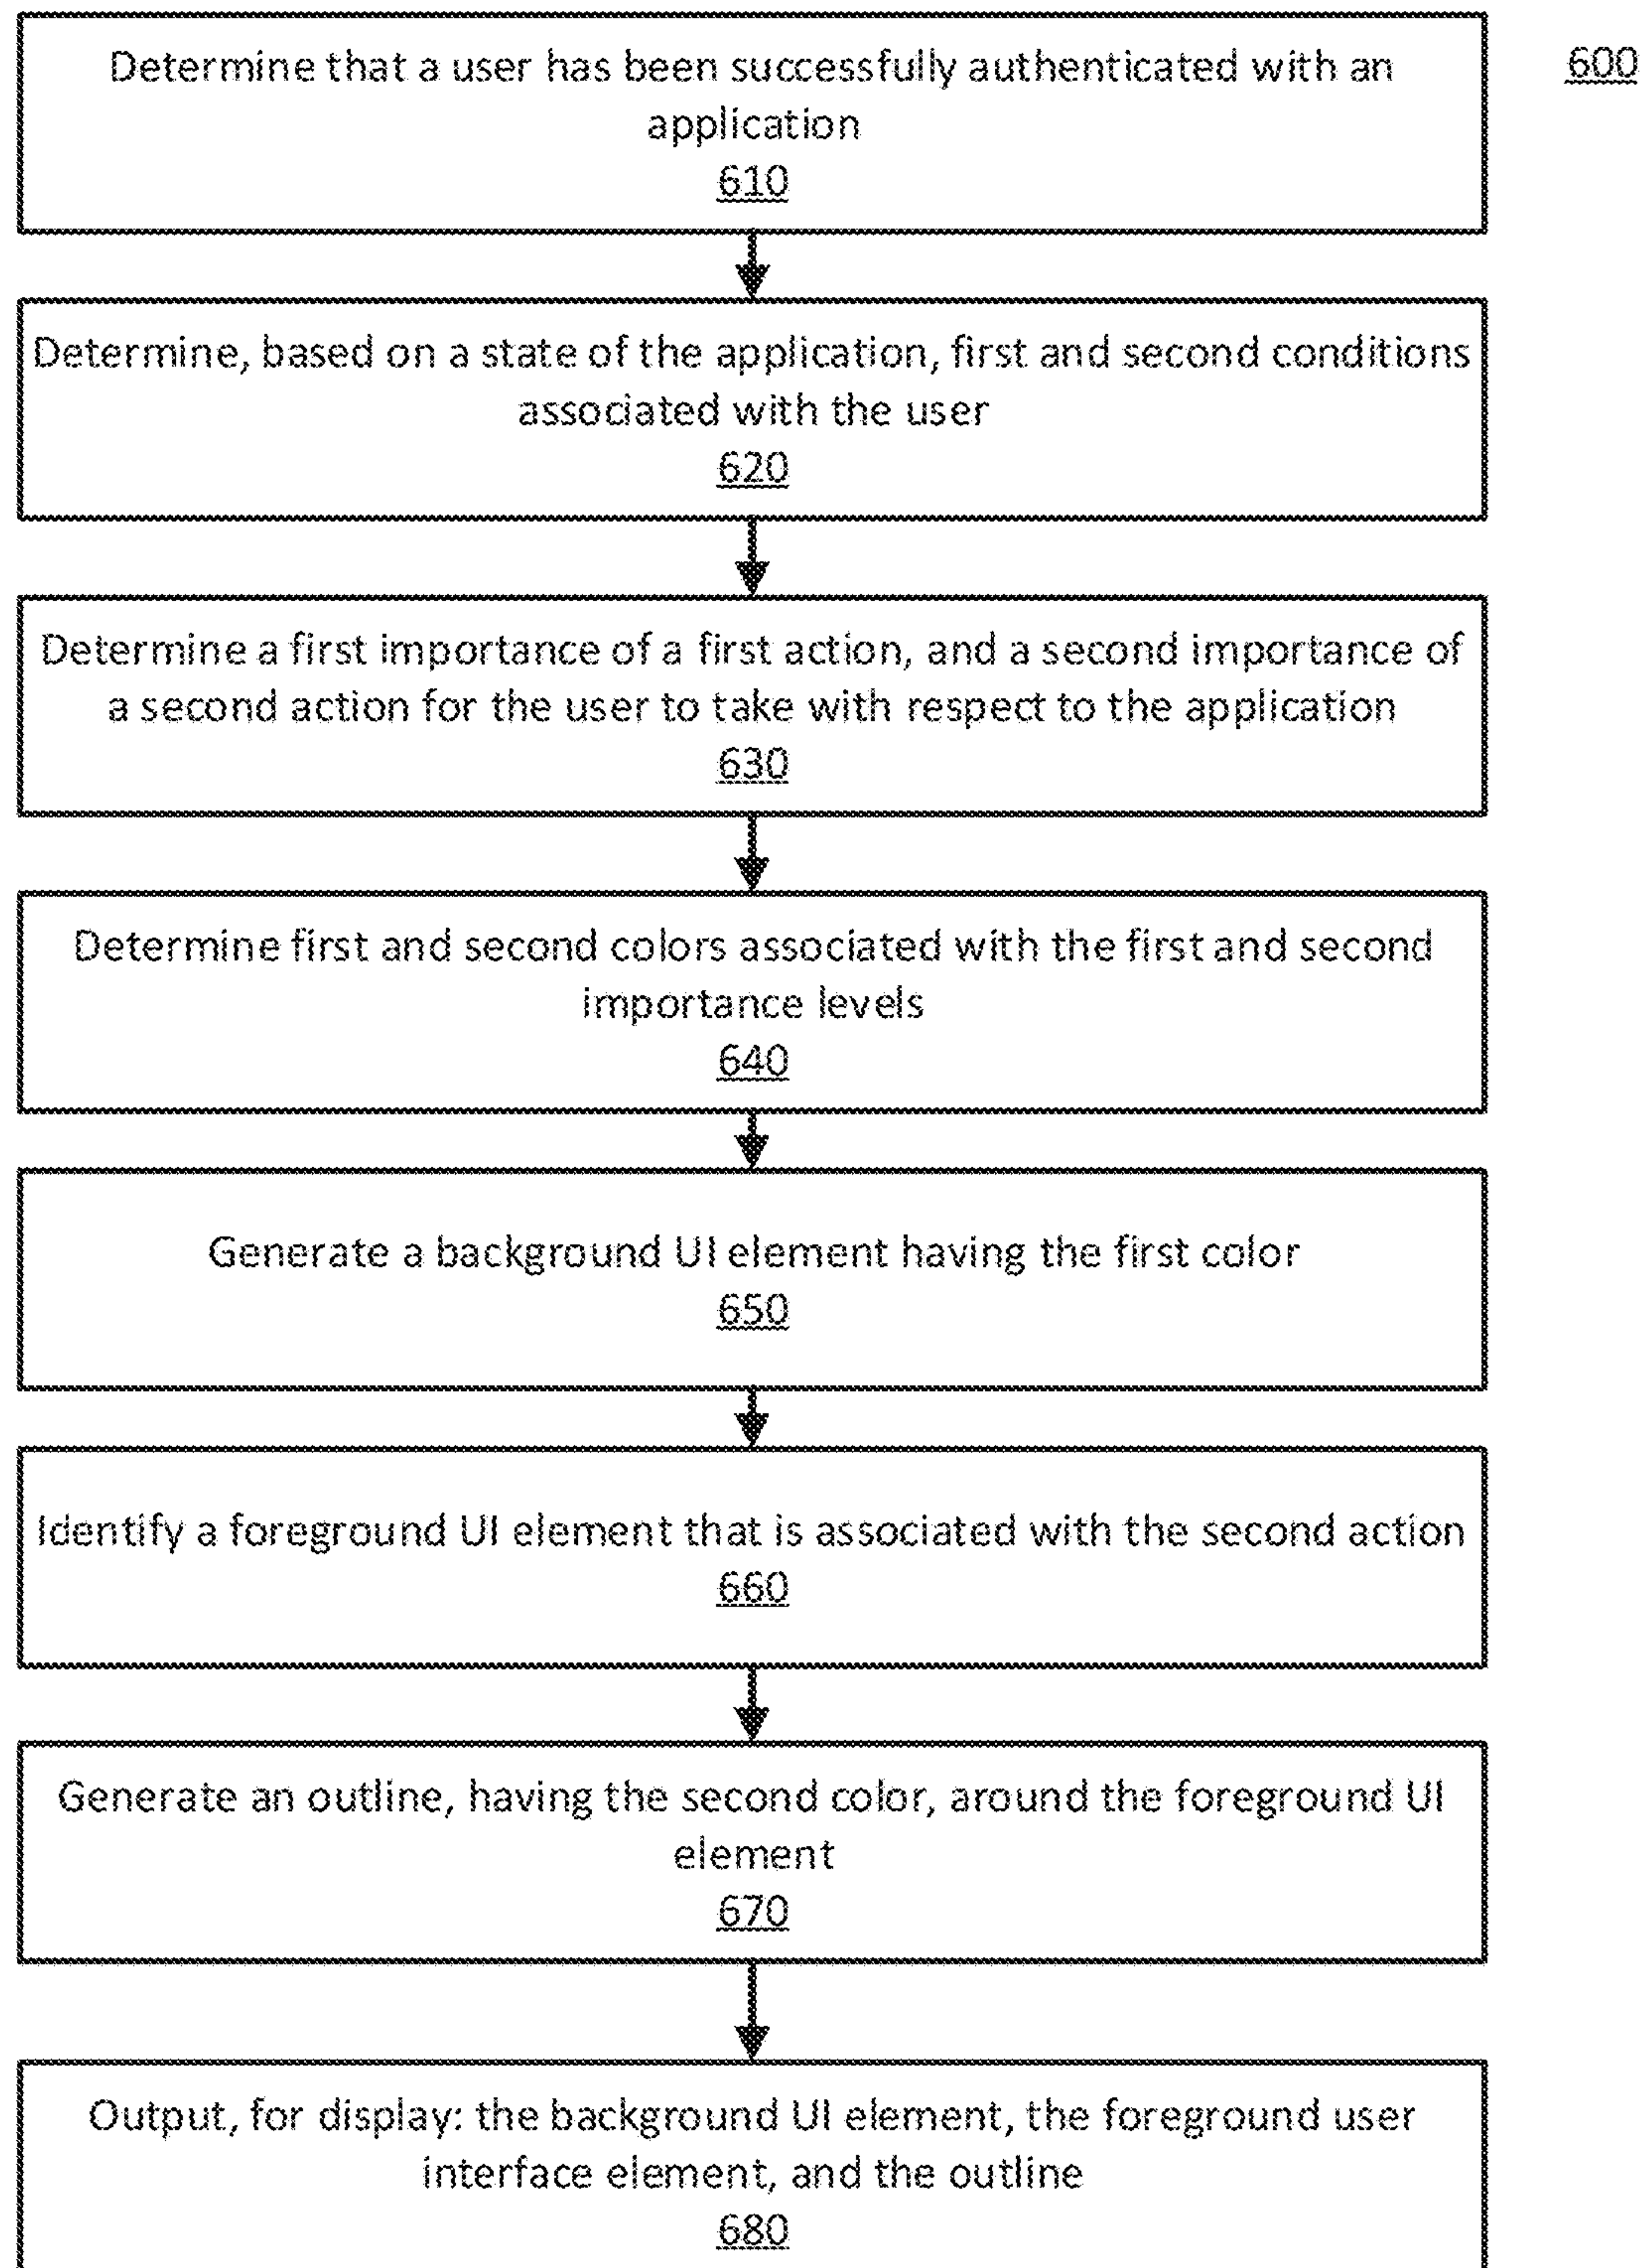 Determine that a user has been successfully authenticated with an
application
610
600
Determine, based on a state of the application, first and second conditions
associated with the user
620
Determine a first importance of a first action, and a second importance of
a second action for the user to take with respect to the application
630
Determine first and second colors associated with the first and second
importance levels
640
Generate a background UI element having the first color
650
Identify a foreground UI element that is associated with the second action
660
Generate an outline, having the second color, around the foreground UI
element
670
Output, for display: the background UI element, the foreground user
interface element, and the outline
680